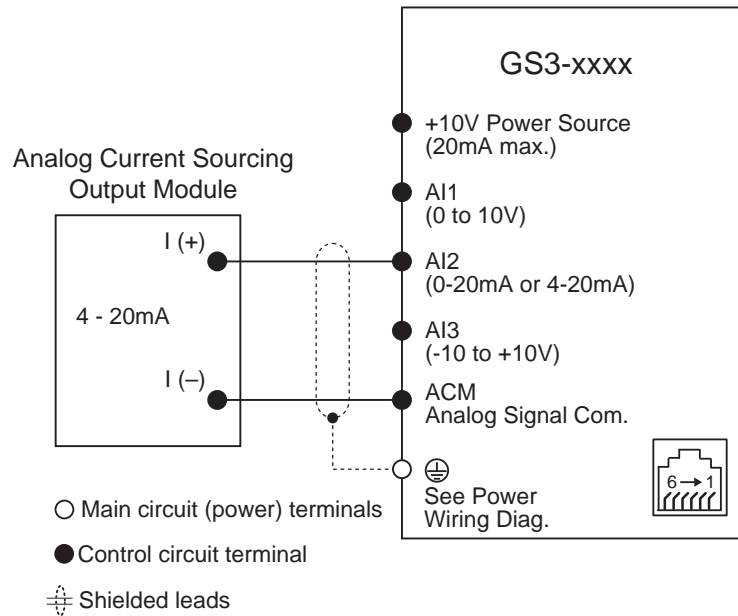 GS3-xxxx
+10V Power Source
(20mA max.)
Analog Current Sourcing
Output Module
AI1
(0 to 10V)
I (+)
AI2
(0-20mA or 4-20mA)
4 - 20mA
AI3
(-10 to +10V)
I (–)
ACM
Analog Signal Com.
See Power
Wiring Diag.
6→1
Main circuit (power) terminals
Control circuit terminal
Shielded leads